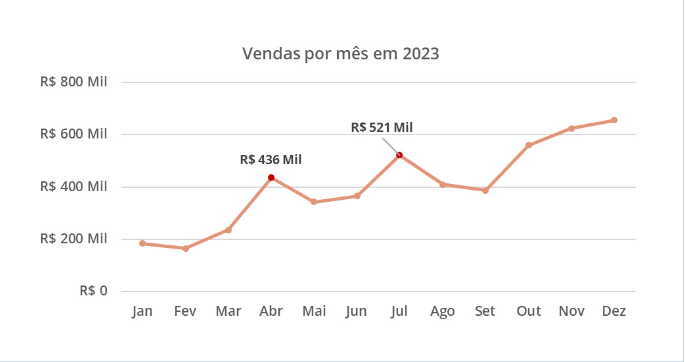 Vendas por mês em 2023
R$ 800 Mil
R$ 600 Mil
R$ 400 Mil
R$ 200 Mil
R$ 0
R$ 436 Mil
R$ 521 Mil
Jan Fev Mar Abr Mai Jun Jul Ago Set Out Nov Dez